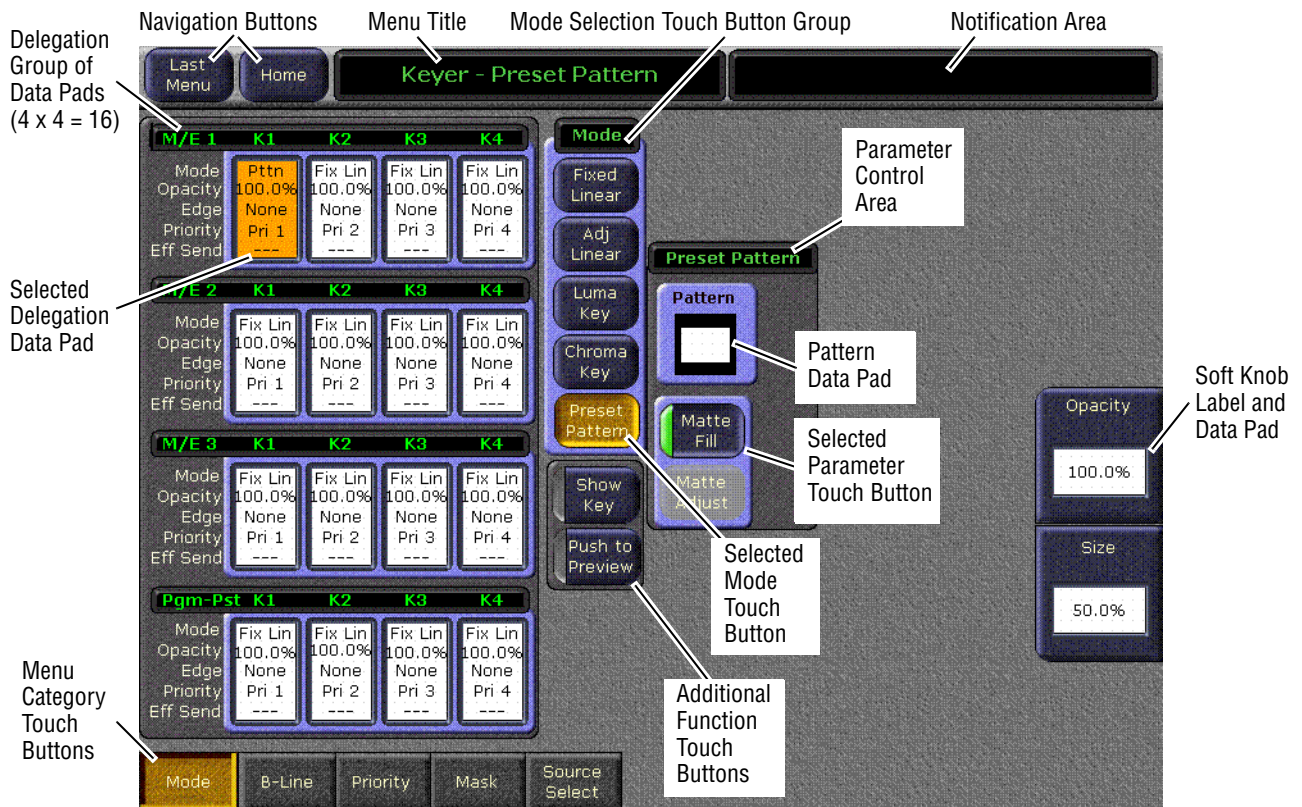 Navigation Buttons
Menu Title
Mode Selection Touch Button Group
Notification Area
Delegation
Group of
Data Pads
(4 x 4 = 16)
Last
Menu
Home
Keyer - Preset Pattern
M/E 1 K1 K2 K3 K4
Mode Pttn Fix Lin Fix Lin Fix Lin
Opacity 100.0% 100.0% 100.0% 100.0%
Edge None None None None
Priority Pri 1 Pri 2 Pri 3 Pri 4
Eff Send --- --- --- ---
Selected
Delegation
Data Pad
M/E 2 K1 K2 K3 K4
Mode Fix Lin Fix Lin Fix Lin Fix Lin
Opacity 100.0% 100.0% 100.0% 100.0%
Edge None None None None
Priority Pri 1 Pri 2 Pri 3 Pri 4
Eff Send --- --- --- ---
M/E 3 K1 K2 K3 K4
Mode Fix Lin Fix Lin Fix Lin Fix Lin
Opacity 100.0% 100.0% 100.0% 100.0%
Edge None None None None
Priority Pri 1 Pri 2 Pri 3 Pri 4
Eff Send --- --- --- ---
Pgm-Pst K1 K2 K3 K4
Mode Fix Lin Fix Lin Fix Lin Fix Lin
Opacity 100.0% 100.0% 100.0% 100.0%
Edge None None None None
Priority Pri 1 Pri 2 Pri 3 Pri 4
Eff Send --- --- --- ---
Menu
Category
Touch
Buttons
Mode
B-Line
Priority
Mask
Source
Select
Mode
Fixed
Linear
Adj
Linear
Luma
Key
Chroma
Key
Preset
Pattern
Show
Key
Push to
Preview
Parameter
Control
Area
Preset Pattern
Pattern
Pattern
Data Pad
Matte
Fill
Matte
Adjust
Selected
Parameter
Touch Button
Selected
Mode
Touch
Button
Additional
Function
Touch
Buttons
Opacity
100.0%
Size
50.0%
Soft Knob
Label and
Data Pad